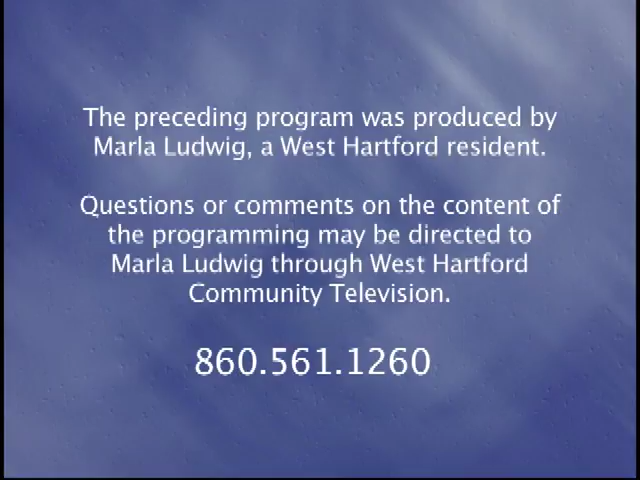 The preceding program was produced by
Marla Ludwig, a West Hartford resident.
Questions or comments on the content of
the programming may be directed to
Marla Ludwig through West Hartford
Community Television.
860.561.1260